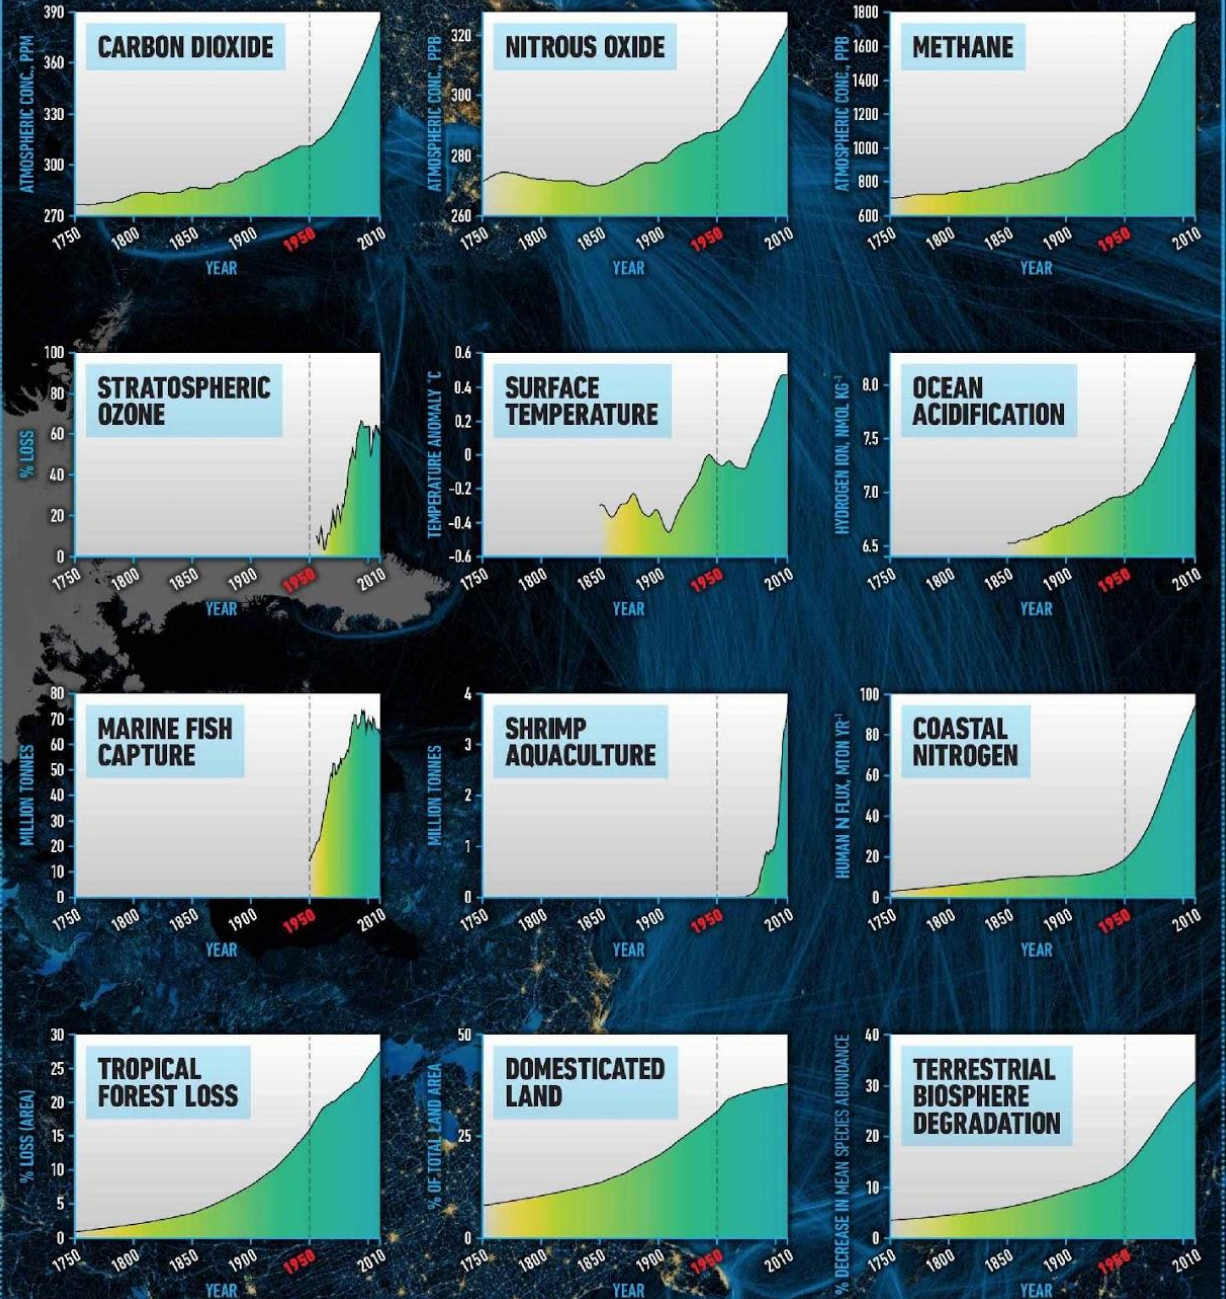 CARBON DIOXIDE
ATMOSPHERIC CONC., PPM
390
360
330
300
270
1750 1800 1850 1900 1950 2010
YEAR
NITROUS OXIDE
ATMOSPHERIC CONC., PPB
320
300
280
260
1750 1800 1850 1900 1950 2010
YEAR
METHANE
ATMOSPHERIC CONC., PPB
1800
1600
1400
1200
1000
800
600
1750 1800 1850 1900 1950 2010
YEAR
STRATOSPHERIC
OZONE
% LOSS
100
80
60
40
20
0
1750 1800 1850 1900 1950 2010
YEAR
SURFACE
TEMPERATURE
TEMPERATURE ANOMALY °C
0.6
0.4
0.2
0
-0.2
-0.4
-0.6
1750 1800 1850 1900 1950 2010
YEAR
OCEAN
ACIDIFICATION
HYDROGEN ION, NMOL KG-1
8.0
7.5
7.0
6.5
1750 1800 1850 1900 1950 2010
YEAR
MARINE FISH
CAPTURE
MILLION TONNES
80
70
60
50
40
30
20
10
0
1750 1800 1850 1900 1950 2010
YEAR
SHRIMP
AQUACULTURE
MILLION TONNES
4
3
2
1
0
1750 1800 1850 1900 1950 2010
YEAR
COASTAL
NITROGEN
HUMAN N FLUX, MTON YR-1
100
80
60
40
20
0
1750 1800 1850 1900 1950 2010
YEAR
TROPICAL
FOREST LOSS
% LOSS (AREA)
30
25
20
15
10
5
0
1750 1800 1850 1900 1950 2010
YEAR
DOMESTICATED
LAND
% OF TOTAL LAND AREA
50
25
0
1750 1800 1850 1900 1950 2010
YEAR
TERRESTRIAL
BIOSPHERE
DEGRADATION
% DECREASE IN MEAN SPECIES ABUNDANCE
40
30
20
10
0
1750 1800 1850 1900 1950 2010
YEAR